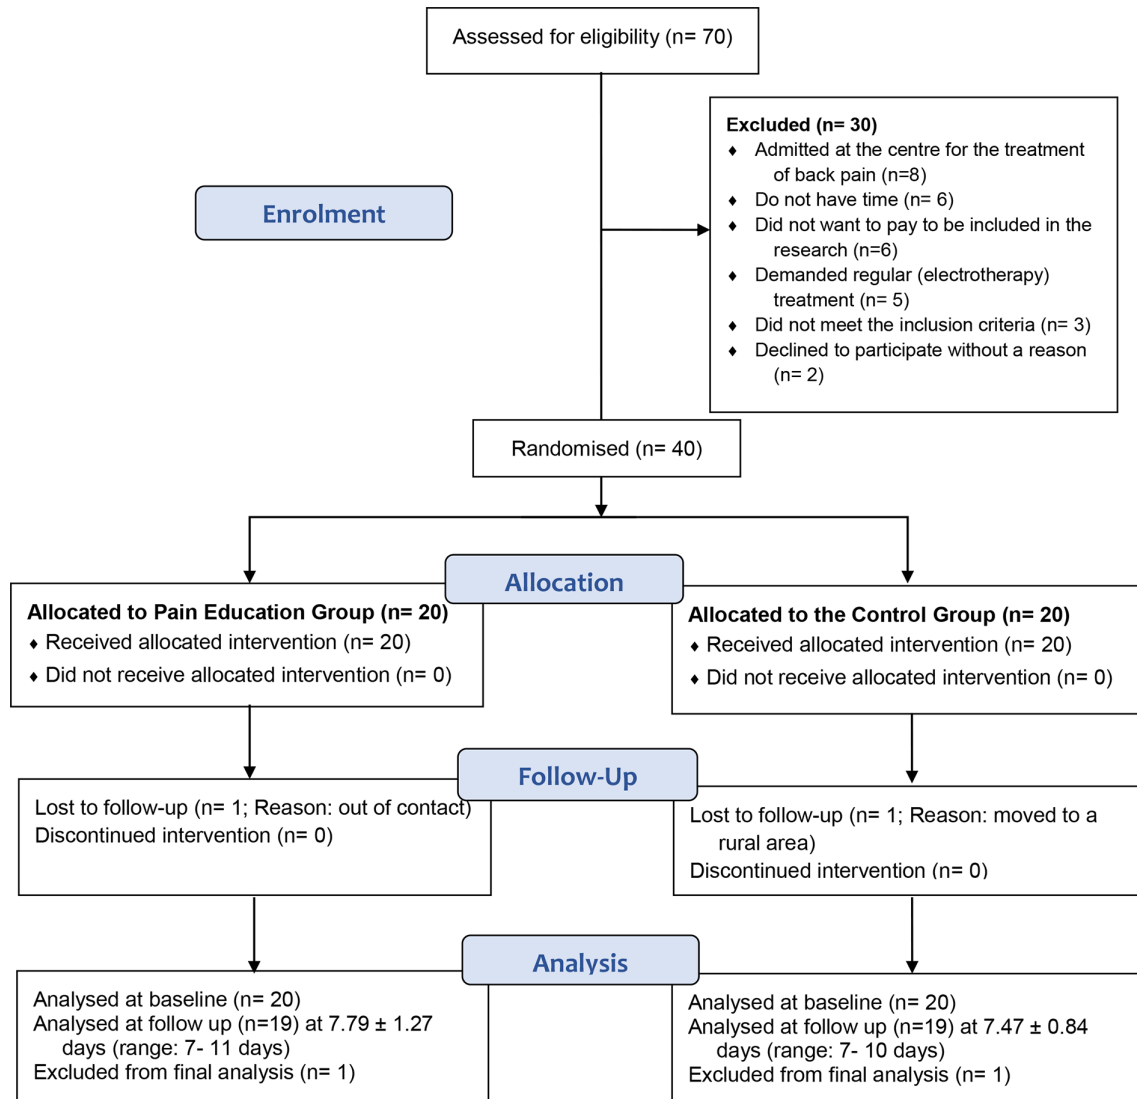 Assessed for eligibility (n= 70)
Excluded (n= 30)
♦ Admitted at the centre for the treatment
of back pain (n=8)
♦ Do not have time (n= 6)
♦ Did not want to pay to be included in the
research (n=6)
♦ Demanded regular (electrotherapy)
treatment (n= 5)
♦ Did not meet the inclusion criteria (n= 3)
♦ Declined to participate without a reason
(n= 2)
Enrolment
Randomised (n= 40)
Allocation
Allocated to Pain Education Group (n= 20)
♦ Received allocated intervention (n= 20)
♦ Did not receive allocated intervention (n= 0)
Allocated to the Control Group (n= 20)
♦ Received allocated intervention (n= 20)
♦ Did not receive allocated intervention (n= 0)
Follow-Up
Lost to follow-up (n= 1; Reason: out of contact)
Discontinued intervention (n= 0)
Lost to follow-up (n= 1; Reason: moved to a
rural area)
Discontinued intervention (n= 0)
Analysis
Analysed at baseline (n= 20)
Analysed at follow up (n=19) at 7.79 ± 1.27
days (range: 7- 11 days)
Excluded from final analysis (n= 1)
Analysed at baseline (n= 20)
Analysed at follow up (n=19) at 7.47 ± 0.84
days (range: 7- 10 days)
Excluded from final analysis (n= 1)